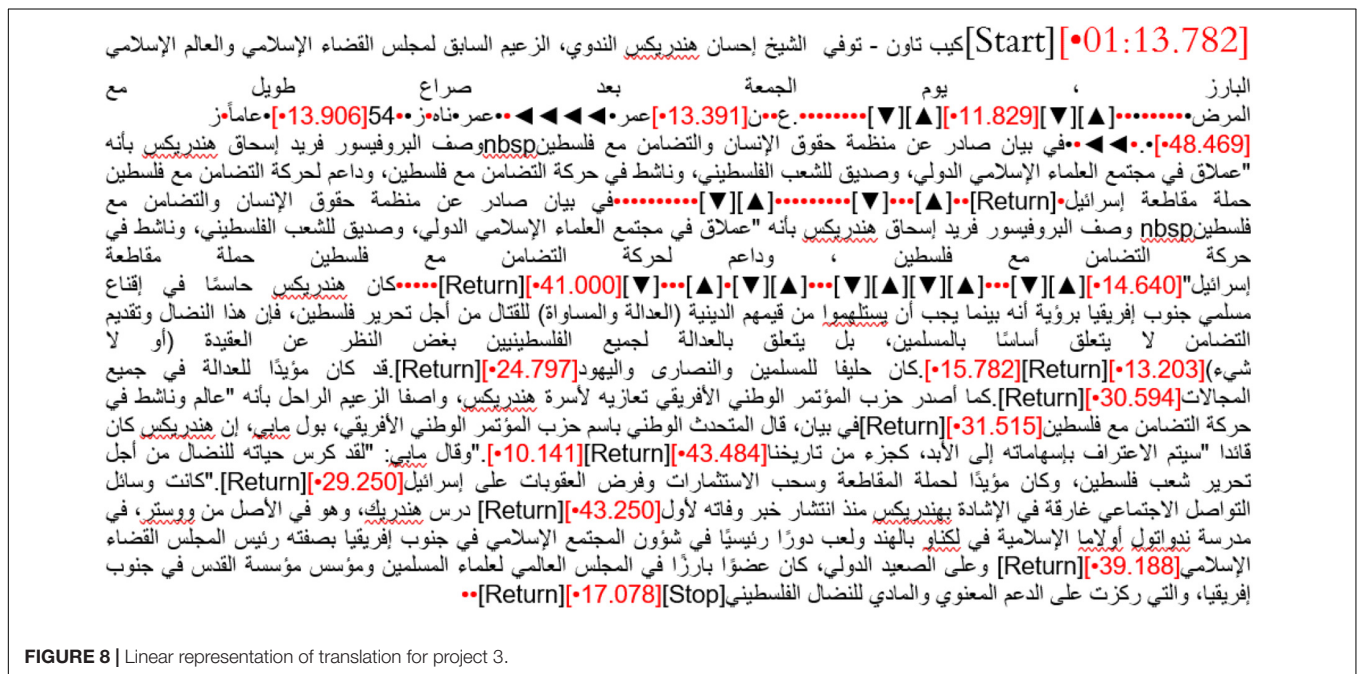 [Start][•01:13.782]كيب تاون - توفي الشيخ إحسان هندريكس الندوي، الزعيم السابق لمجلس القضاء الإسلامي والعالم الإسلامي
البارز ، يوم الجمعة بعد صراع طويل مع
المرض•••••••••[▲][▼][•11.829][▲][▼]•••••••••.ع••ن[•13.391]عمر•◄◄◄◄••عمر•ناه•ز••54[•13.906]•عاماً•ز
[•48.469]•.•◄◄••في بيان صادر عن منظمة حقوق الإنسان والتضامن مع فلسطينnbspوصف البروفيسور فريد إسحاق هندريكس بأنه
"عملاق في مجتمع العلماء الإسلامي الدولي، وصديق للشعب الفلسطيني، وناشط في حركة التضامن مع فلسطين، وداعم لحركة التضامن مع فلسطين
حملة مقاطعة إسرائيل•[Return]••[▲]•••[▼]•••••••••[▲][▼]••••••••••في بيان صادر عن منظمة حقوق الإنسان والتضامن مع
فلسطينnbsp وصف البروفيسور فريد إسحاق هندريكس بأنه "عملاق في مجتمع العلماء الإسلامي الدولي، وصديق للشعب الفلسطيني، وناشط في
حركة التضامن مع فلسطين ، وداعم لحركة التضامن مع فلسطين حملة مقاطعة
إسرائيل"[•14.640][▲][▼]•••[▲][▼][▲][▼]•••[▲][▼]•[▲]•••[▼][•41.000][Return]•••••كان هندريكس حاسمًا في إقناع
مسلمي جنوب إفريقيا برؤية أنه بينما يجب أن يستلهموا من قيمهم الدينية (العدالة والمساواة) للقتال من أجل تحرير فلسطين، فإن هذا النضال وتقديم
التضامن لا يتعلق أساسًا بالمسلمين، بل يتعلق بالعدالة لجميع الفلسطينيين بغض النظر عن العقيدة (أو لا
شيء)[•13.203][Return][•15.782].كان حليفا للمسلمين والنصارى واليهود[•24.797][Return].قد كان مؤيدًا للعدالة في جميع
المجالات[•30.594][Return].كما أصدر حزب المؤتمر الوطني الأفريقي تعازيه لأسرة هندريكس، واصفا الزعيم الراحل بأنه "عالم وناشط في
حركة التضامن مع فلسطين[•31.515][Return]في بيان، قال المتحدث الوطني باسم حزب المؤتمر الوطني الأفريقي، بول مابي، إن هندريكس كان
قائدا "سيتم الاعتراف بإسهاماته إلى الأبد، كجزء من تاريخنا[•43.484][Return][•10.141]."وقال مابي: "لقد كرس حياته للنضال من أجل
تحرير شعب فلسطين، وكان مؤيدًا لحملة المقاطعة وسحب الاستثمارات وفرض العقوبات على إسرائيل[•29.250][Return]."كانت وسائل
التواصل الاجتماعي غارقة في الإشادة بهندريكس منذ انتشار خبر وفاته لأول[•43.250][Return] درس هندريك، وهو في الأصل من ووستر، في
مدرسة ندواتول أولاما الإسلامية في لكناو بالهند ولعب دورًا رئيسيًا في شؤون المجتمع الإسلامي في جنوب إفريقيا بصفته رئيس المجلس القضاء
الإسلامي[•39.188][Return] وعلى الصعيد الدولي، كان عضوًا بارزًا في المجلس العالمي لعلماء المسلمين ومؤسس مؤسسة القدس في جنوب
إفريقيا، والتي ركزت على الدعم المعنوي والمادي للنضال الفلسطيني[Stop][•17.078][Return]••
FIGURE 8 | Linear representation of translation for project 3.